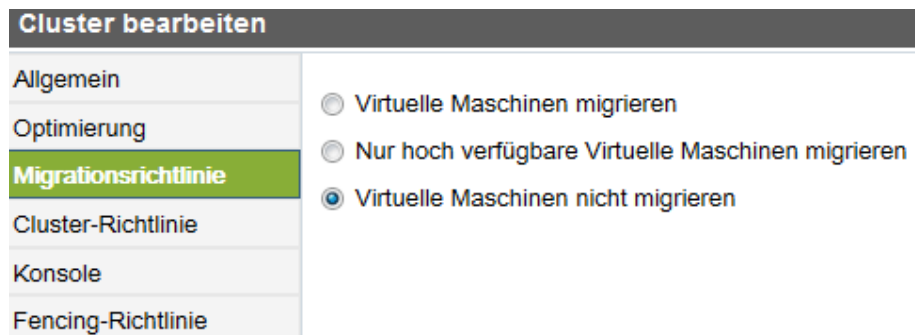 Cluster bearbeiten
Allgemein
Optimierung
Migrationsrichtlinie
Cluster-Richtlinie
Konsole
Fencing-Richtlinie
Virtuelle Maschinen migrieren
Nur hoch verfügbare Virtuelle Maschinen migrieren
Virtuelle Maschinen nicht migrieren